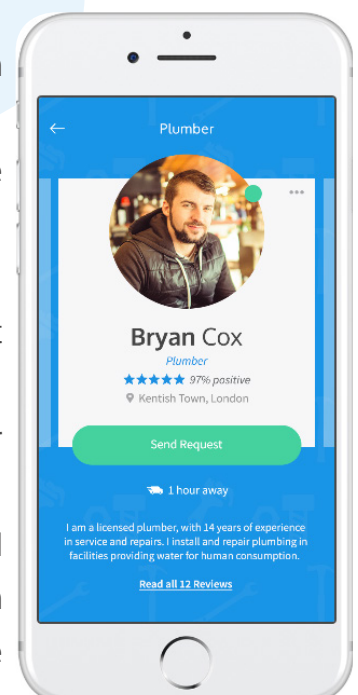 Plumber
Bryan Cox
Plumber
97% positive
Kentish Town, London
Send Request
1 hour away
I am a licensed plumber, with 14 years of experience
in service and repairs. I install and repair plumbing in
facilities providing water for human consumption.
Read all 12 Reviews